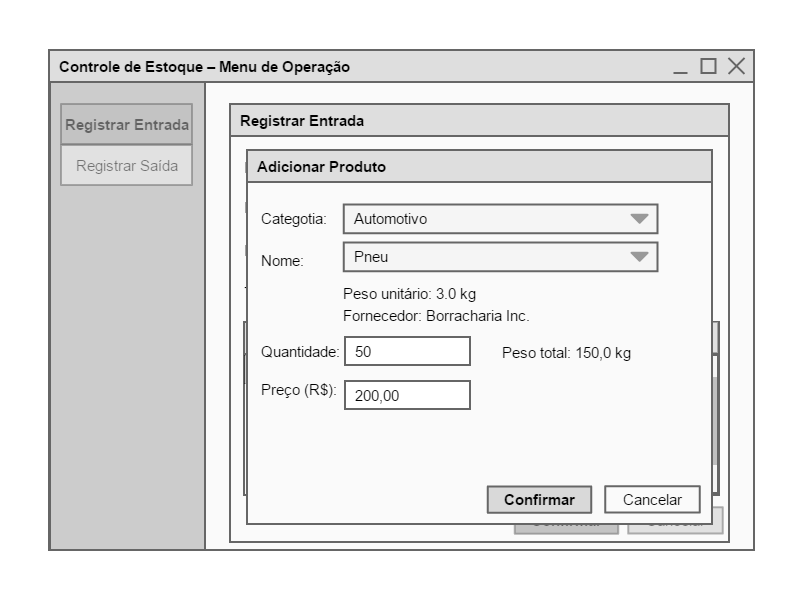 Controle de Estoque – Menu de Operação
Registrar Entrada
Registrar Saída
Registrar Entrada
Adicionar Produto
Categotia: Automotivo
Nome: Pneu
Peso unitário: 3.0 kg
Fornecedor: Borracharia Inc.
Quantidade: 50 Peso total: 150,0 kg
Preço (R$): 200,00
Confirmar Cancelar